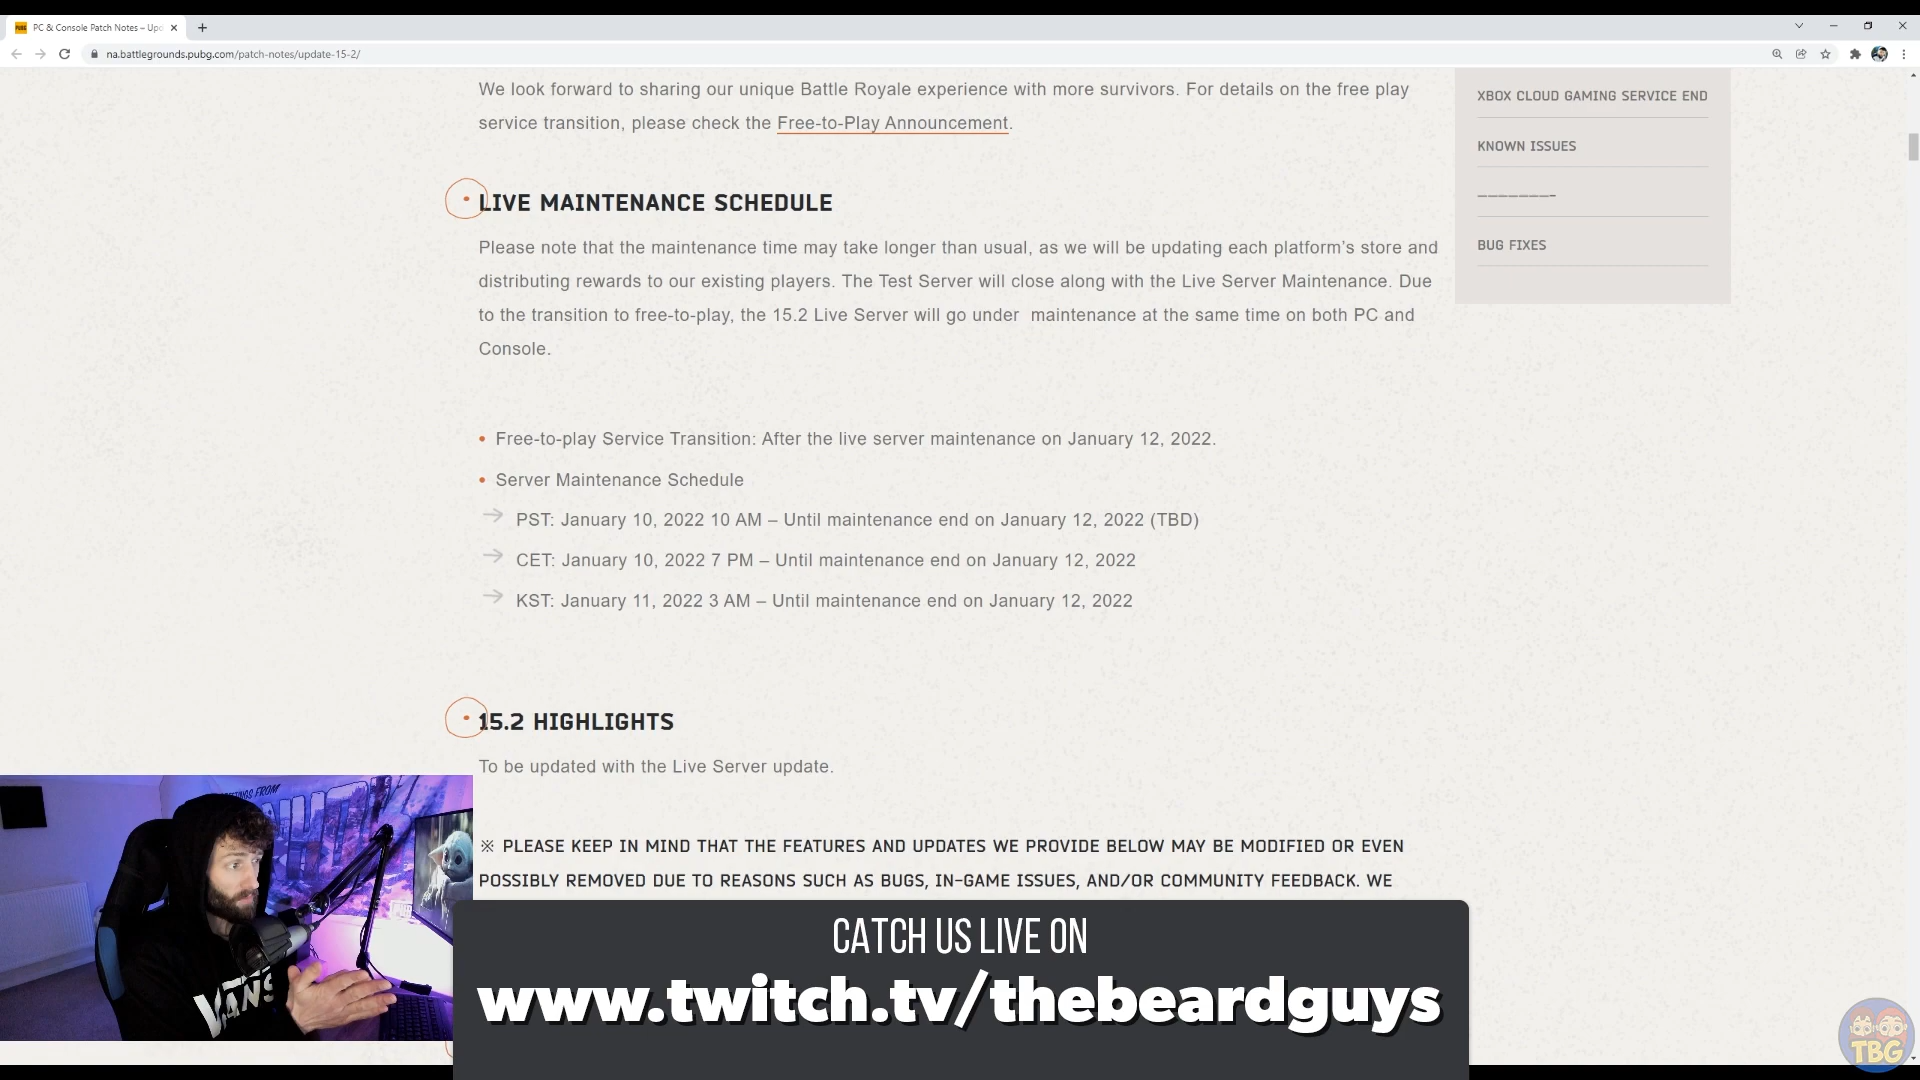 PC & Console Patch Notes – Upd
na.battlegrounds.pubg.com/patch-notes/update-15-2/
We look forward to sharing our unique Battle Royale experience with more survivors. For details on the free play
service transition, please check the Free-to-Play Announcement.
LIVE MAINTENANCE SCHEDULE
Please note that the maintenance time may take longer than usual, as we will be updating each platform's store and
distributing rewards to our existing players. The Test Server will close along with the Live Server Maintenance. Due
to the transition to free-to-play, the 15.2 Live Server will go under maintenance at the same time on both PC and
Console.
• Free-to-play Service Transition: After the live server maintenance on January 12, 2022.
• Server Maintenance Schedule
→ PST: January 10, 2022 10 AM – Until maintenance end on January 12, 2022 (TBD)
→ CET: January 10, 2022 7 PM – Until maintenance end on January 12, 2022
→ KST: January 11, 2022 3 AM – Until maintenance end on January 12, 2022
15.2 HIGHLIGHTS
To be updated with the Live Server update.
※ PLEASE KEEP IN MIND THAT THE FEATURES AND UPDATES WE PROVIDE BELOW MAY BE MODIFIED OR EVEN
POSSIBLY REMOVED DUE TO REASONS SUCH AS BUGS, IN-GAME ISSUES, AND/OR COMMUNITY FEEDBACK. WE
XBOX CLOUD GAMING SERVICE END
KNOWN ISSUES
————————–
BUG FIXES
VANS
CATCH US LIVE ON
www.twitch.tv/thebeardguys
TBG